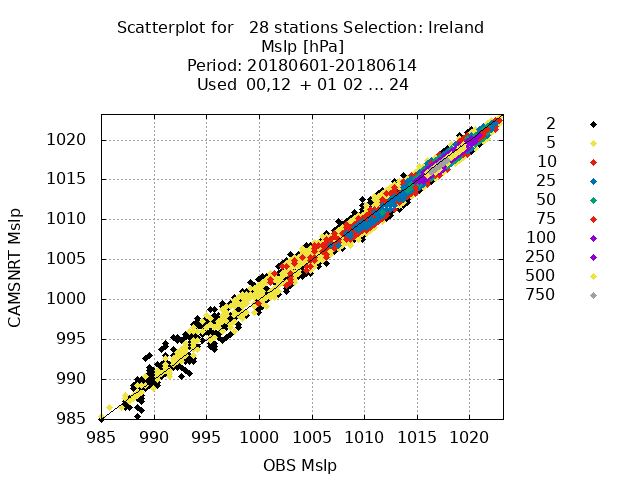 Scatterplot for 28 stations Selection: Ireland
Mslp [hPa]
Period: 20180601-20180614
Used 00,12 + 01 02 ... 24
CAMSNRT Mslp
1020
1015
1010
1005
1000
995
990
985
985 990 995 1000 1005 1010 1015 1020
OBS Mslp
2
5
10
25
50
75
100
250
500
750